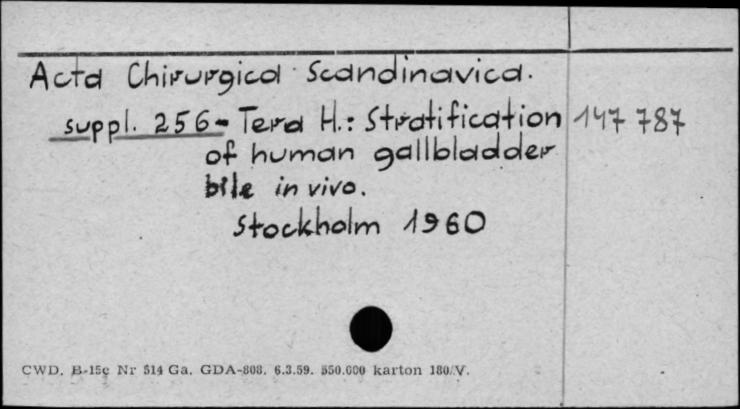 Acta Chirurgica Scandinavica.
suppl. 256 - Tera H.: Stratification 147 787
of human gallbladder
bile in vivo.
Stockholm 1960
CWD. B-15c Nr 514 Ga. GDA-808. 6.3.59. 550.000 karton 180/V.